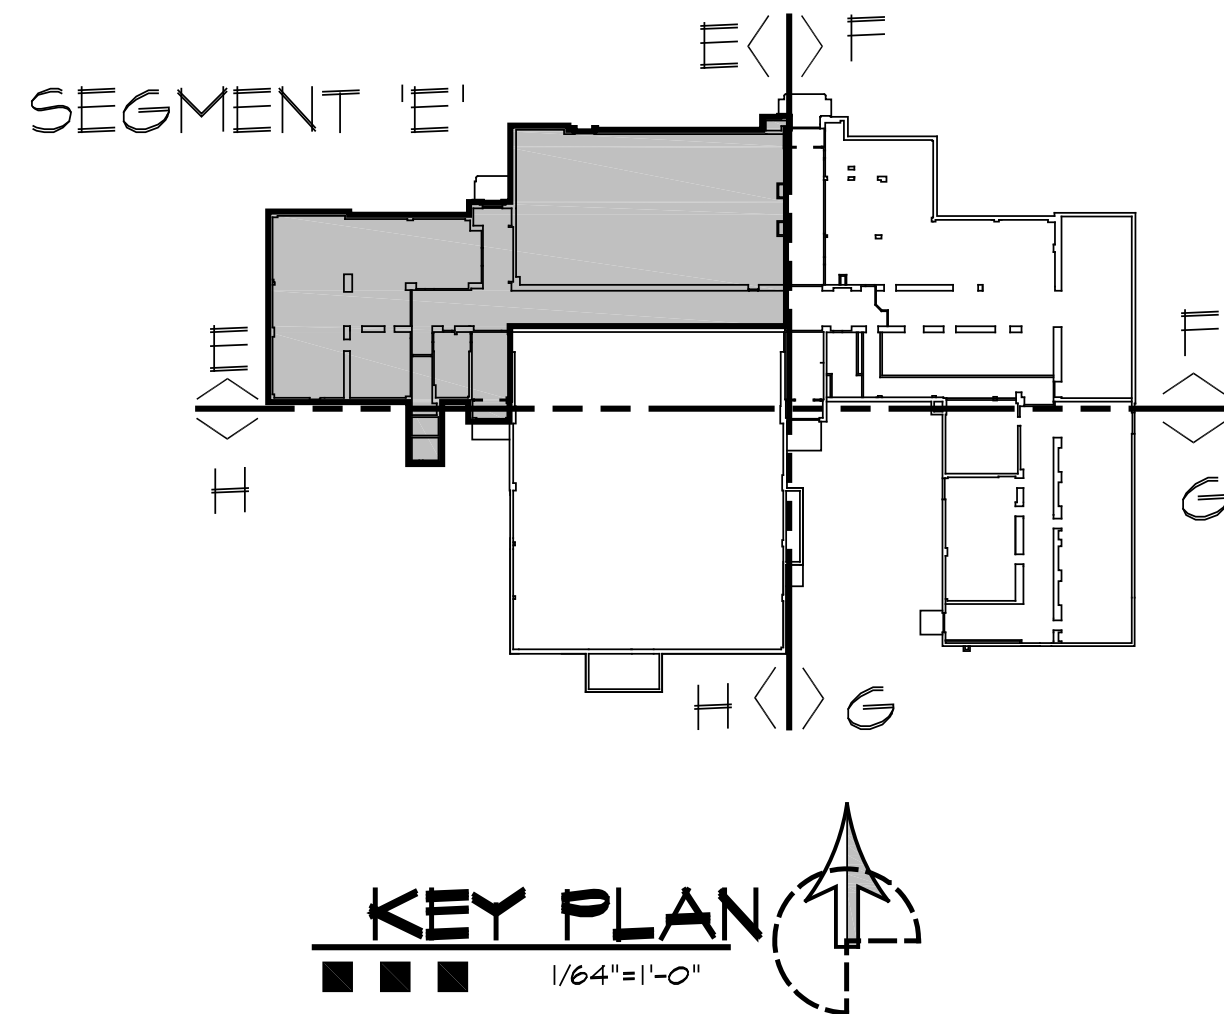 E F
SEGMENT 'E'
E F
H G
H G
KEY PLAN
1/64"=1'-0"